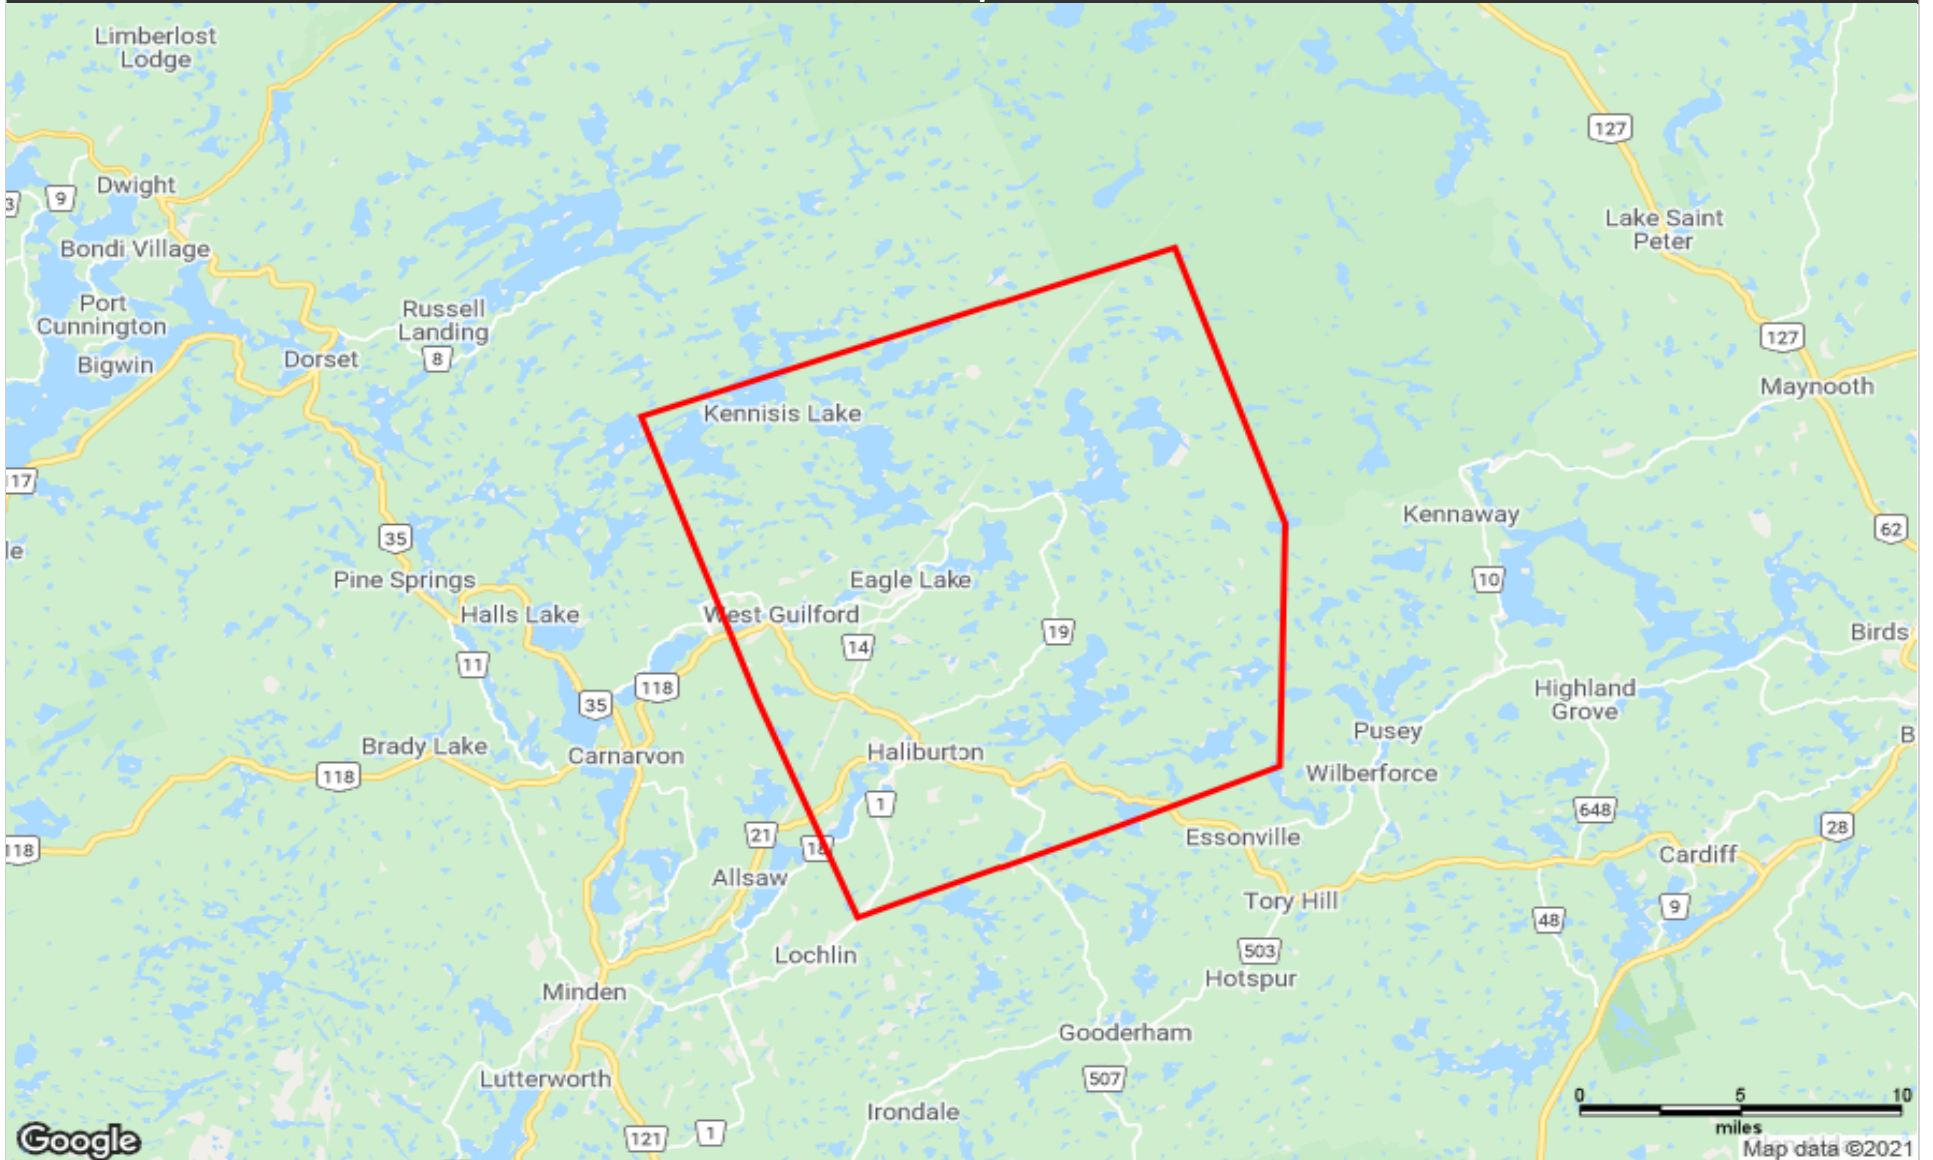 Limberlost
Lodge
127
Dwight
9
3
Lake Saint
Peter
Bondi Village
Port
Cunnington
Russell
Landing
8
127
Dorset
Bigwin
Maynooth
Kennisis Lake
117
Kennaway
62
35
Pine Springs
Eagle Lake
10
Halls Lake
West Guilford
19
14
Birds
11
118
35
Highland
Grove
Pusey
B
Brady Lake
Carnarvon
Haliburton
Wilberforce
118
1
648
21
18
28
Essonville
118
Cardiff
Allsaw
Tory Hill
9
48
Lochlin
503
Hotspur
Minden
Gooderham
Lutterworth
507
0 5 10
miles
Irondale
121
1
Google
Map data ©2021